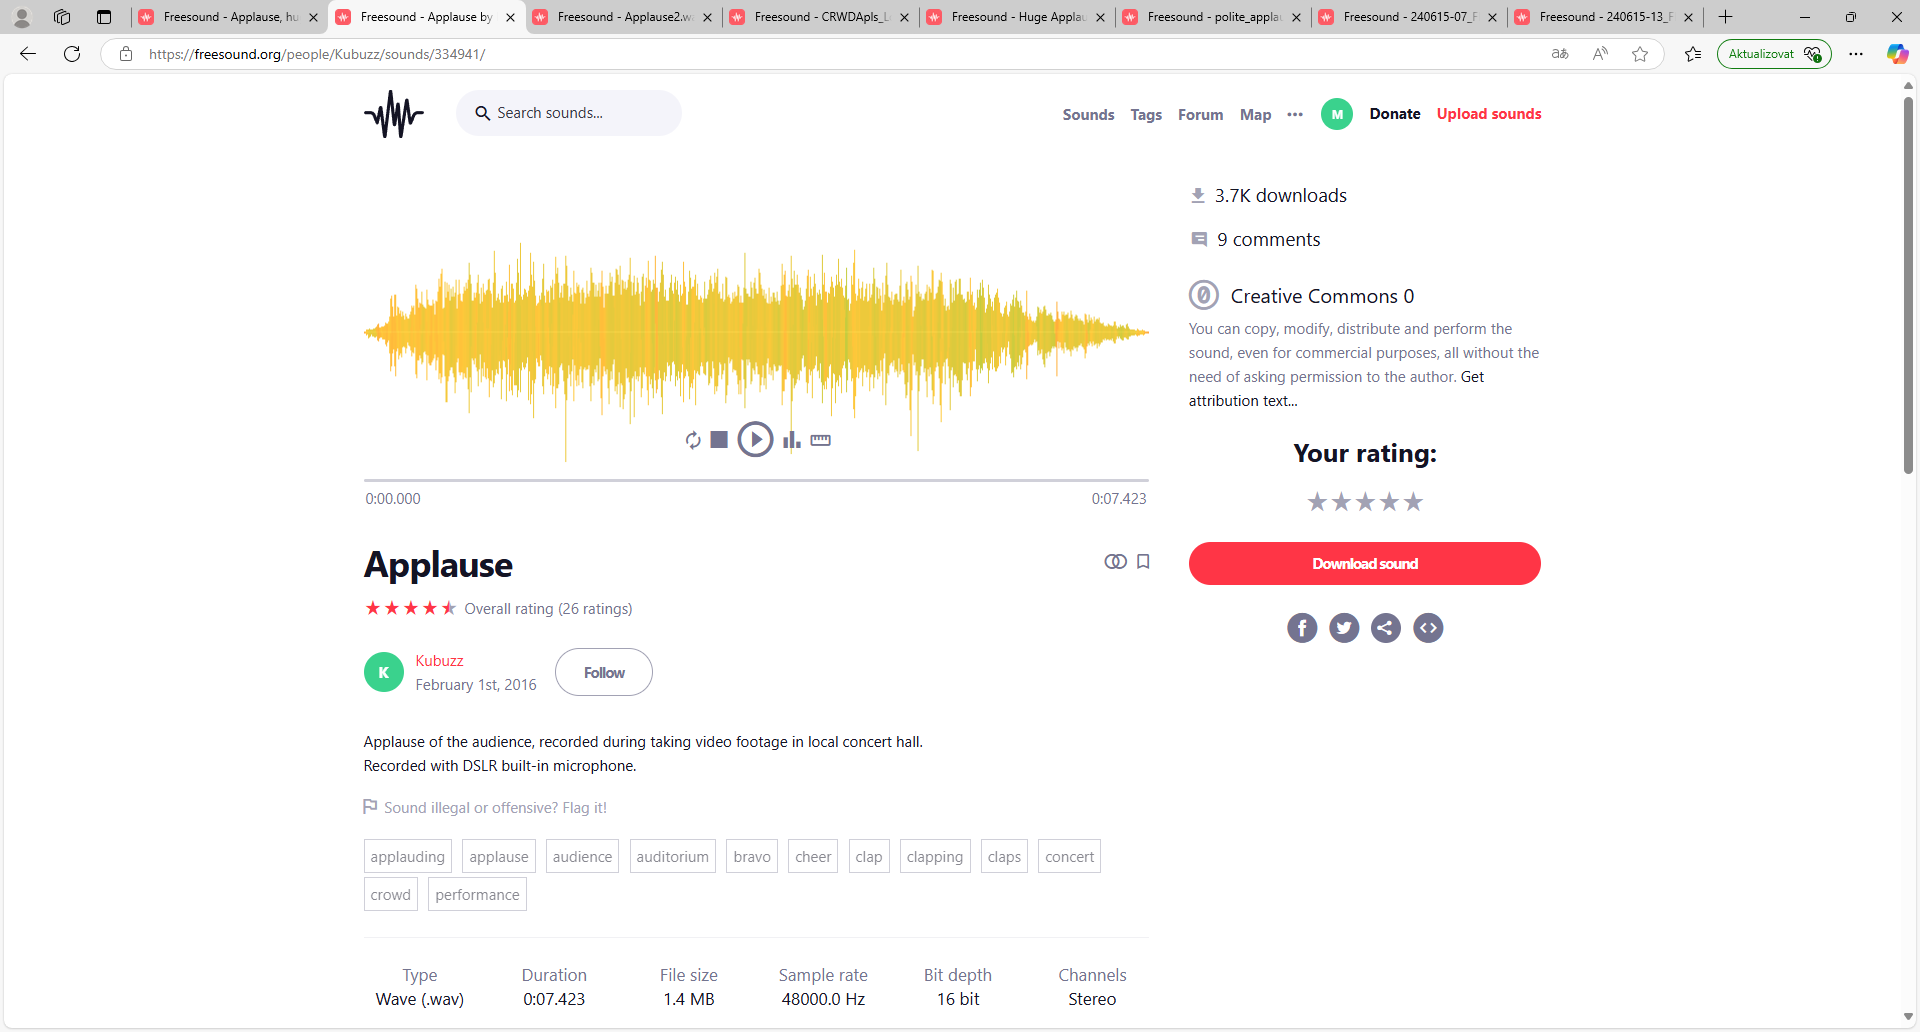 Freesound - Applause, hu
Freesound - Applause by
Freesound - Applause2.wa
Freesound - CRWDApls_L
Freesound - Huge Applau
Freesound - polite_applau
Freesound - 240615-07_F
Freesound - 240615-13_F
https://freesound.org/people/Kubuzz/sounds/334941/
Aktualizovat
Search sounds...
Sounds
Tags
Forum
Map
M
Donate
Upload sounds
3.7K downloads
9 comments
Creative Commons 0
You can copy, modify, distribute and perform the
sound, even for commercial purposes, all without the
need of asking permission to the author. Get
attribution text...
Your rating:
Download sound
0:00.000
0:07.423
Applause
Overall rating (26 ratings)
K
Kubuzz
February 1st, 2016
Follow
Applause of the audience, recorded during taking video footage in local concert hall.
Recorded with DSLR built-in microphone.
Sound illegal or offensive? Flag it!
applauding applause audience auditorium bravo cheer clap clapping claps concert
crowd performance
Type Duration File size Sample rate Bit depth Channels
Wave (.wav) 0:07.423 1.4 MB 48000.0 Hz 16 bit Stereo